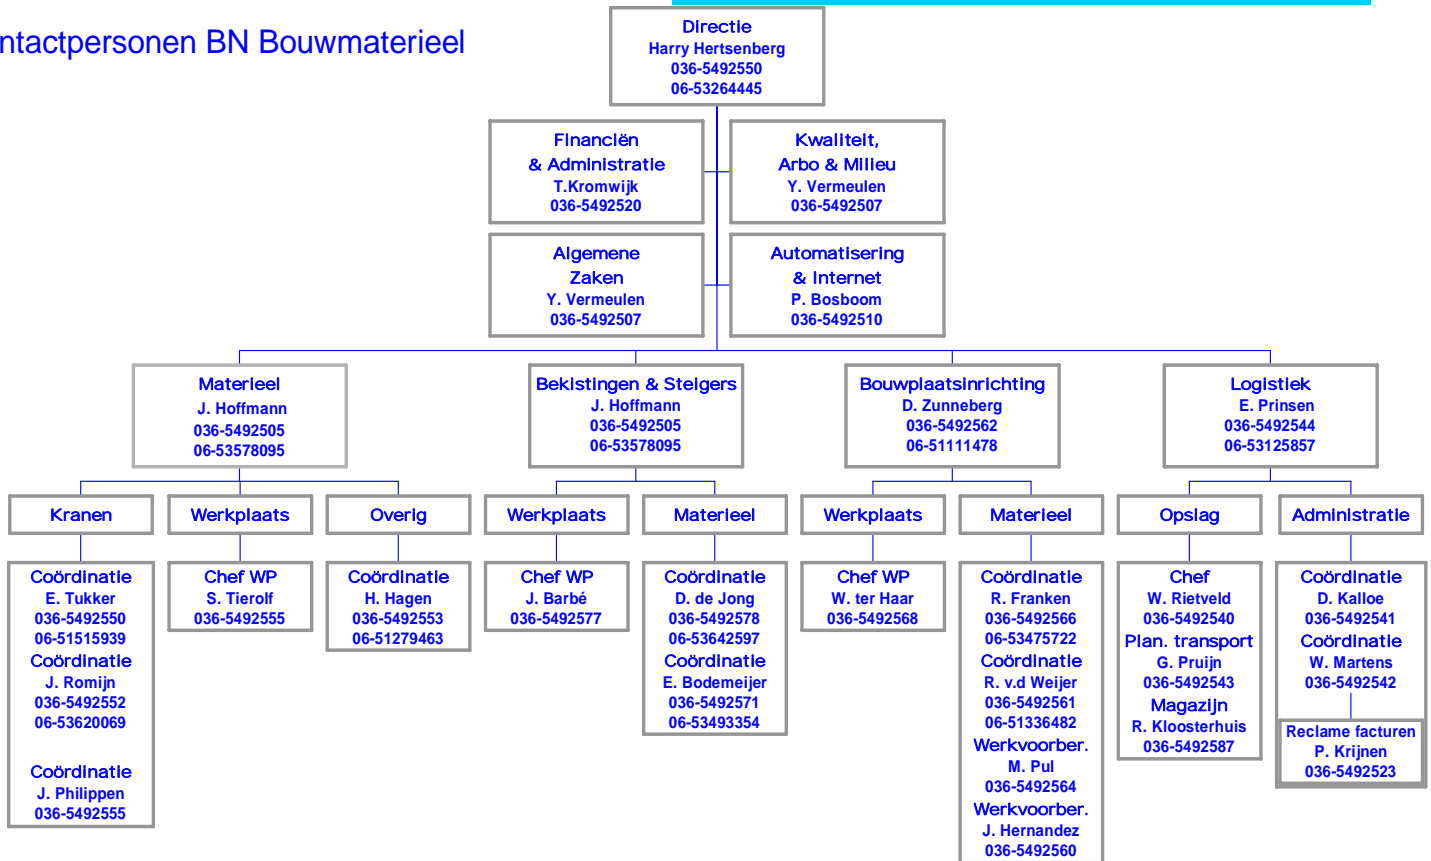 ntactpersonen BN Bouwmaterieel
Directie
Harry Hertsenberg
036-5492550
06-53264445
Financiën
& Administratie
T.Kromwijk
036-5492520
Kwaliteit,
Arbo & Milieu
Y. Vermeulen
036-5492507
Algemene
Zaken
Y. Vermeulen
036-5492507
Automatisering
& Internet
P. Bosboom
036-5492510
Materieel
J. Hoffmann
036-5492505
06-53578095
Bekistingen & Steigers
J. Hoffmann
036-5492505
06-53578095
Bouwplaatsinrichting
D. Zunneberg
036-5492562
06-51111478
Logistiek
E. Prinsen
036-5492544
06-53125857
Kranen
Werkplaats
Overig
Werkplaats
Materieel
Werkplaats
Materieel
Opslag
Administratie
Coördinatie
E. Tukker
036-5492550
06-51515939
Coördinatie
J. Romijn
036-5492552
06-53620069
Coördinatie
J. Philippen
036-5492555
Chef WP
S. Tierolf
036-5492555
Coördinatie
H. Hagen
036-5492553
06-51279463
Chef WP
J. Barbé
036-5492577
Coördinatie
D. de Jong
036-5492578
06-53642597
Coördinatie
E. Bodemeijer
036-5492571
06-53493354
Chef WP
W. ter Haar
036-5492568
Coördinatie
R. Franken
036-5492566
06-53475722
Coördinatie
R. v.d Weijer
036-5492561
06-51336482
Werkvoorber.
M. Pul
036-5492564
Werkvoorber.
J. Hernandez
036-5492560
Chef
W. Rietveld
036-5492540
Plan. transport
G. Pruijn
036-5492543
Magazijn
R. Kloosterhuis
036-5492587
Coördinatie
D. Kalloe
036-5492541
Coördinatie
W. Martens
036-5492542
Reclame facturen
P. Krijnen
036-5492523